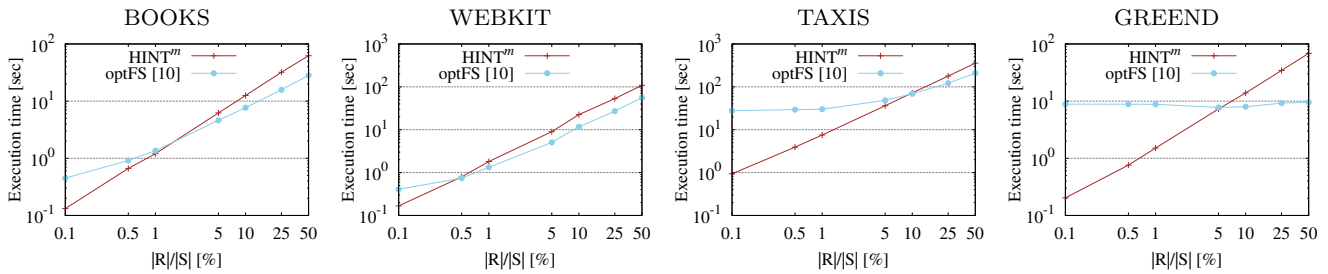 BOOKS
Execution time [sec]
10^2
10^1
10^0
10^-1
HINT^m
optFS [10]
0.1 0.5 1 5 10 25 50
|R|/|S| [%]
WEBKIT
Execution time [sec]
10^3
10^2
10^1
10^0
10^-1
HINT^m
optFS [10]
0.1 0.5 1 5 10 25 50
|R|/|S| [%]
TAXIS
Execution time [sec]
10^3
10^2
10^1
10^0
10^-1
HINT^m
optFS [10]
0.1 0.5 1 5 10 25 50
|R|/|S| [%]
GREEND
Execution time [sec]
10^2
10^1
10^0
10^-1
HINT^m
optFS [10]
0.1 0.5 1 5 10 25 50
|R|/|S| [%]